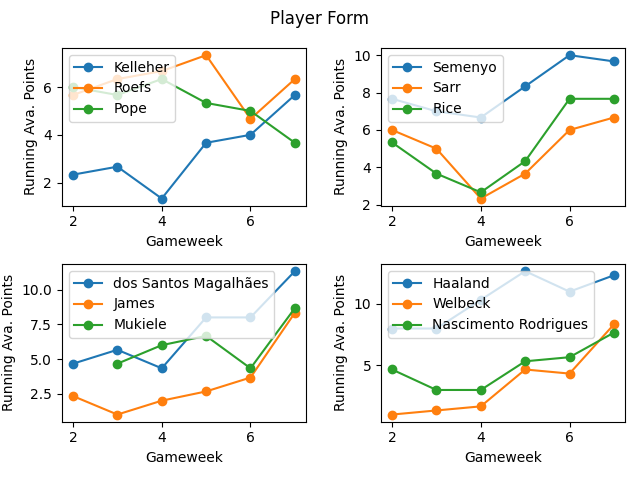 Player Form
Running Ava. Points
6
4
2
Kelleher
Roefs
Pope
2 4 6
Gameweek
Running Ava. Points
10
8
6
4
2
Semenyo
Sarr
Rice
2 4 6
Gameweek
Running Ava. Points
10.0
7.5
5.0
2.5
dos Santos Magalhães
James
Mukiele
2 4 6
Gameweek
Running Ava. Points
10
5
Haaland
Welbeck
Nascimento Rodrigues
2 4 6
Gameweek